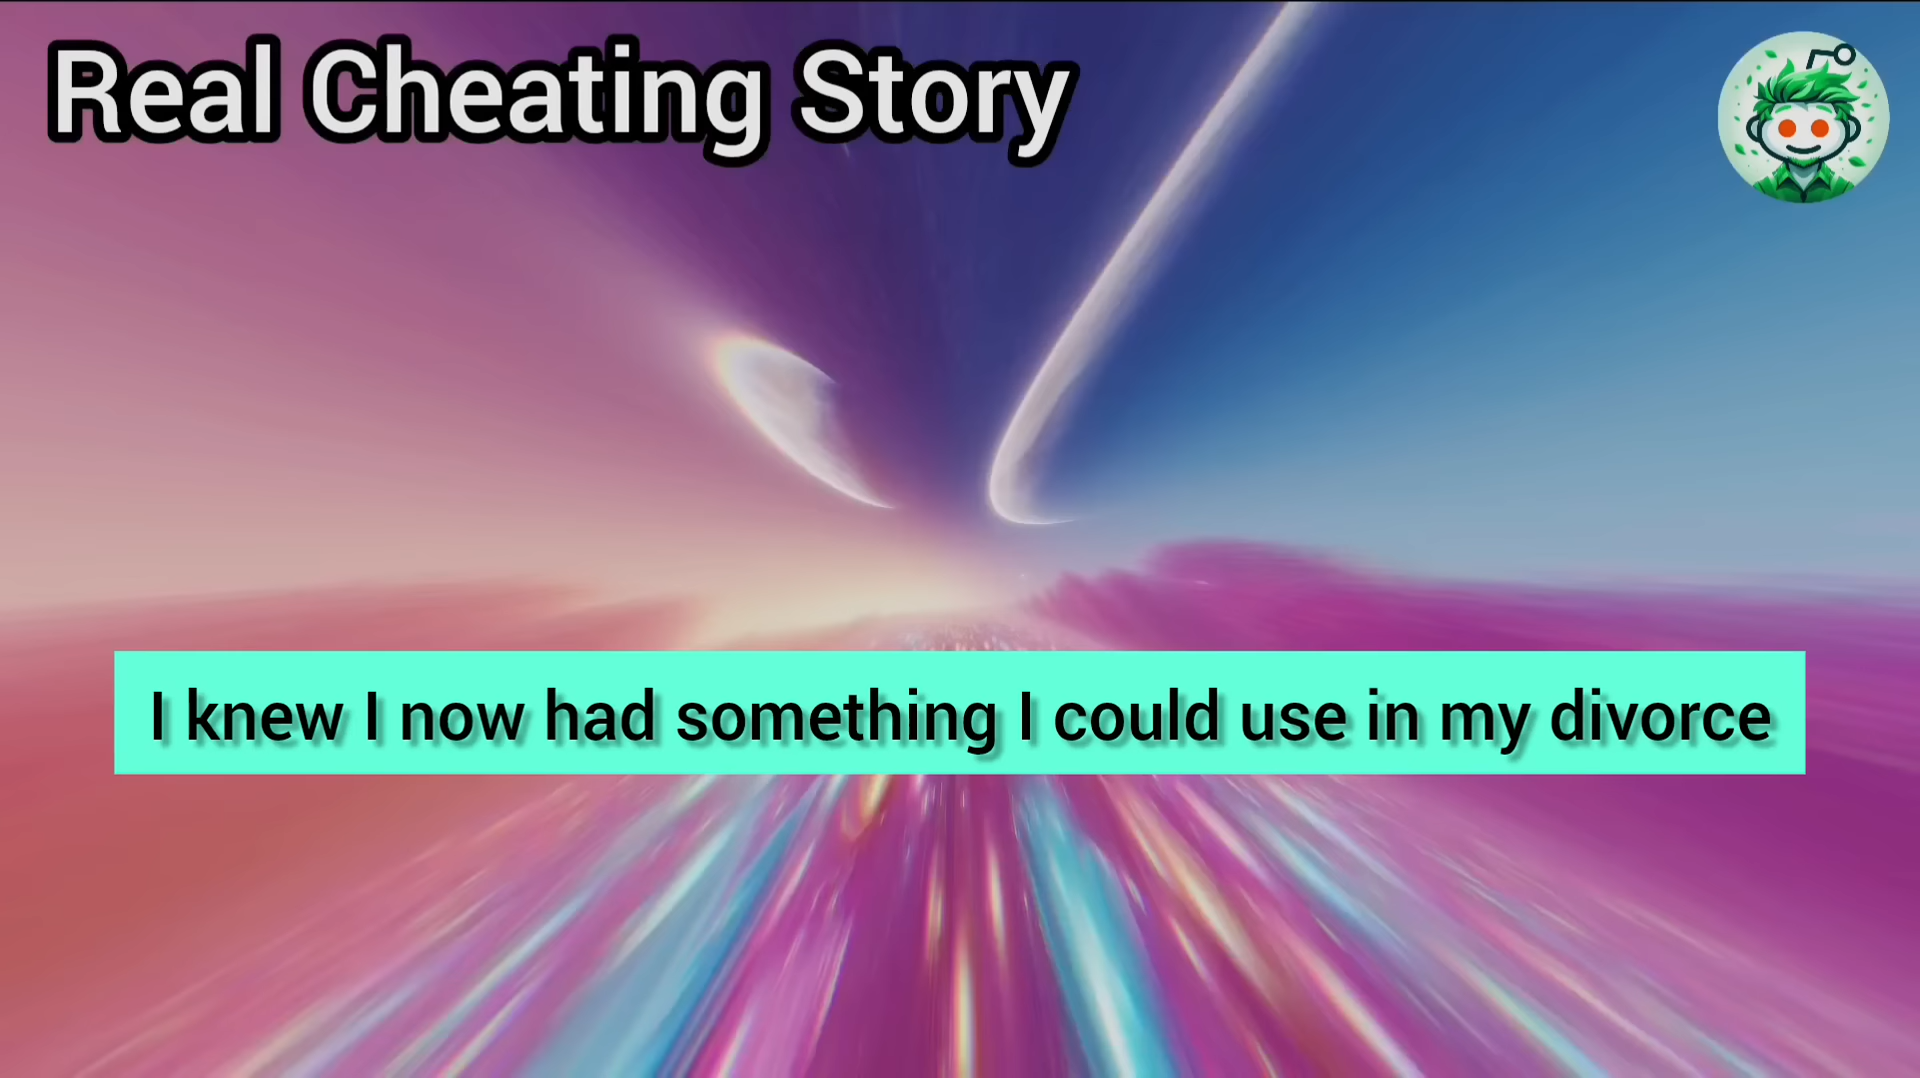 Real Cheating Story
I knew I now had something I could use in my divorce